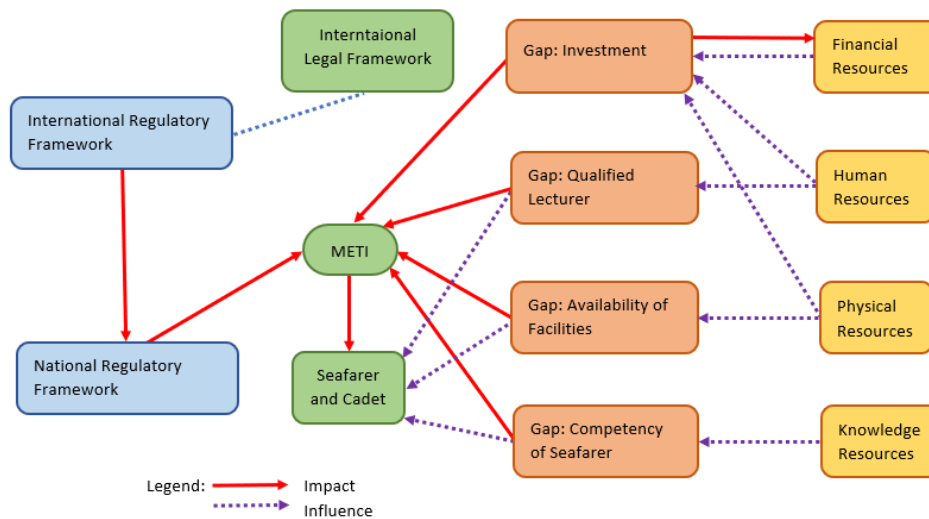 Interntaional
Legal Framework
Gap: Investment
Financial
Resources
International Regulatory
Framework
Gap: Qualified
Lecturer
Human
Resources
METI
Gap: Availability of
Facilities
Physical
Resources
National Regulatory
Framework
Seafarer
and Cadet
Gap: Competency
of Seafarer
Knowledge
Resources
Legend:
Impact
Influence